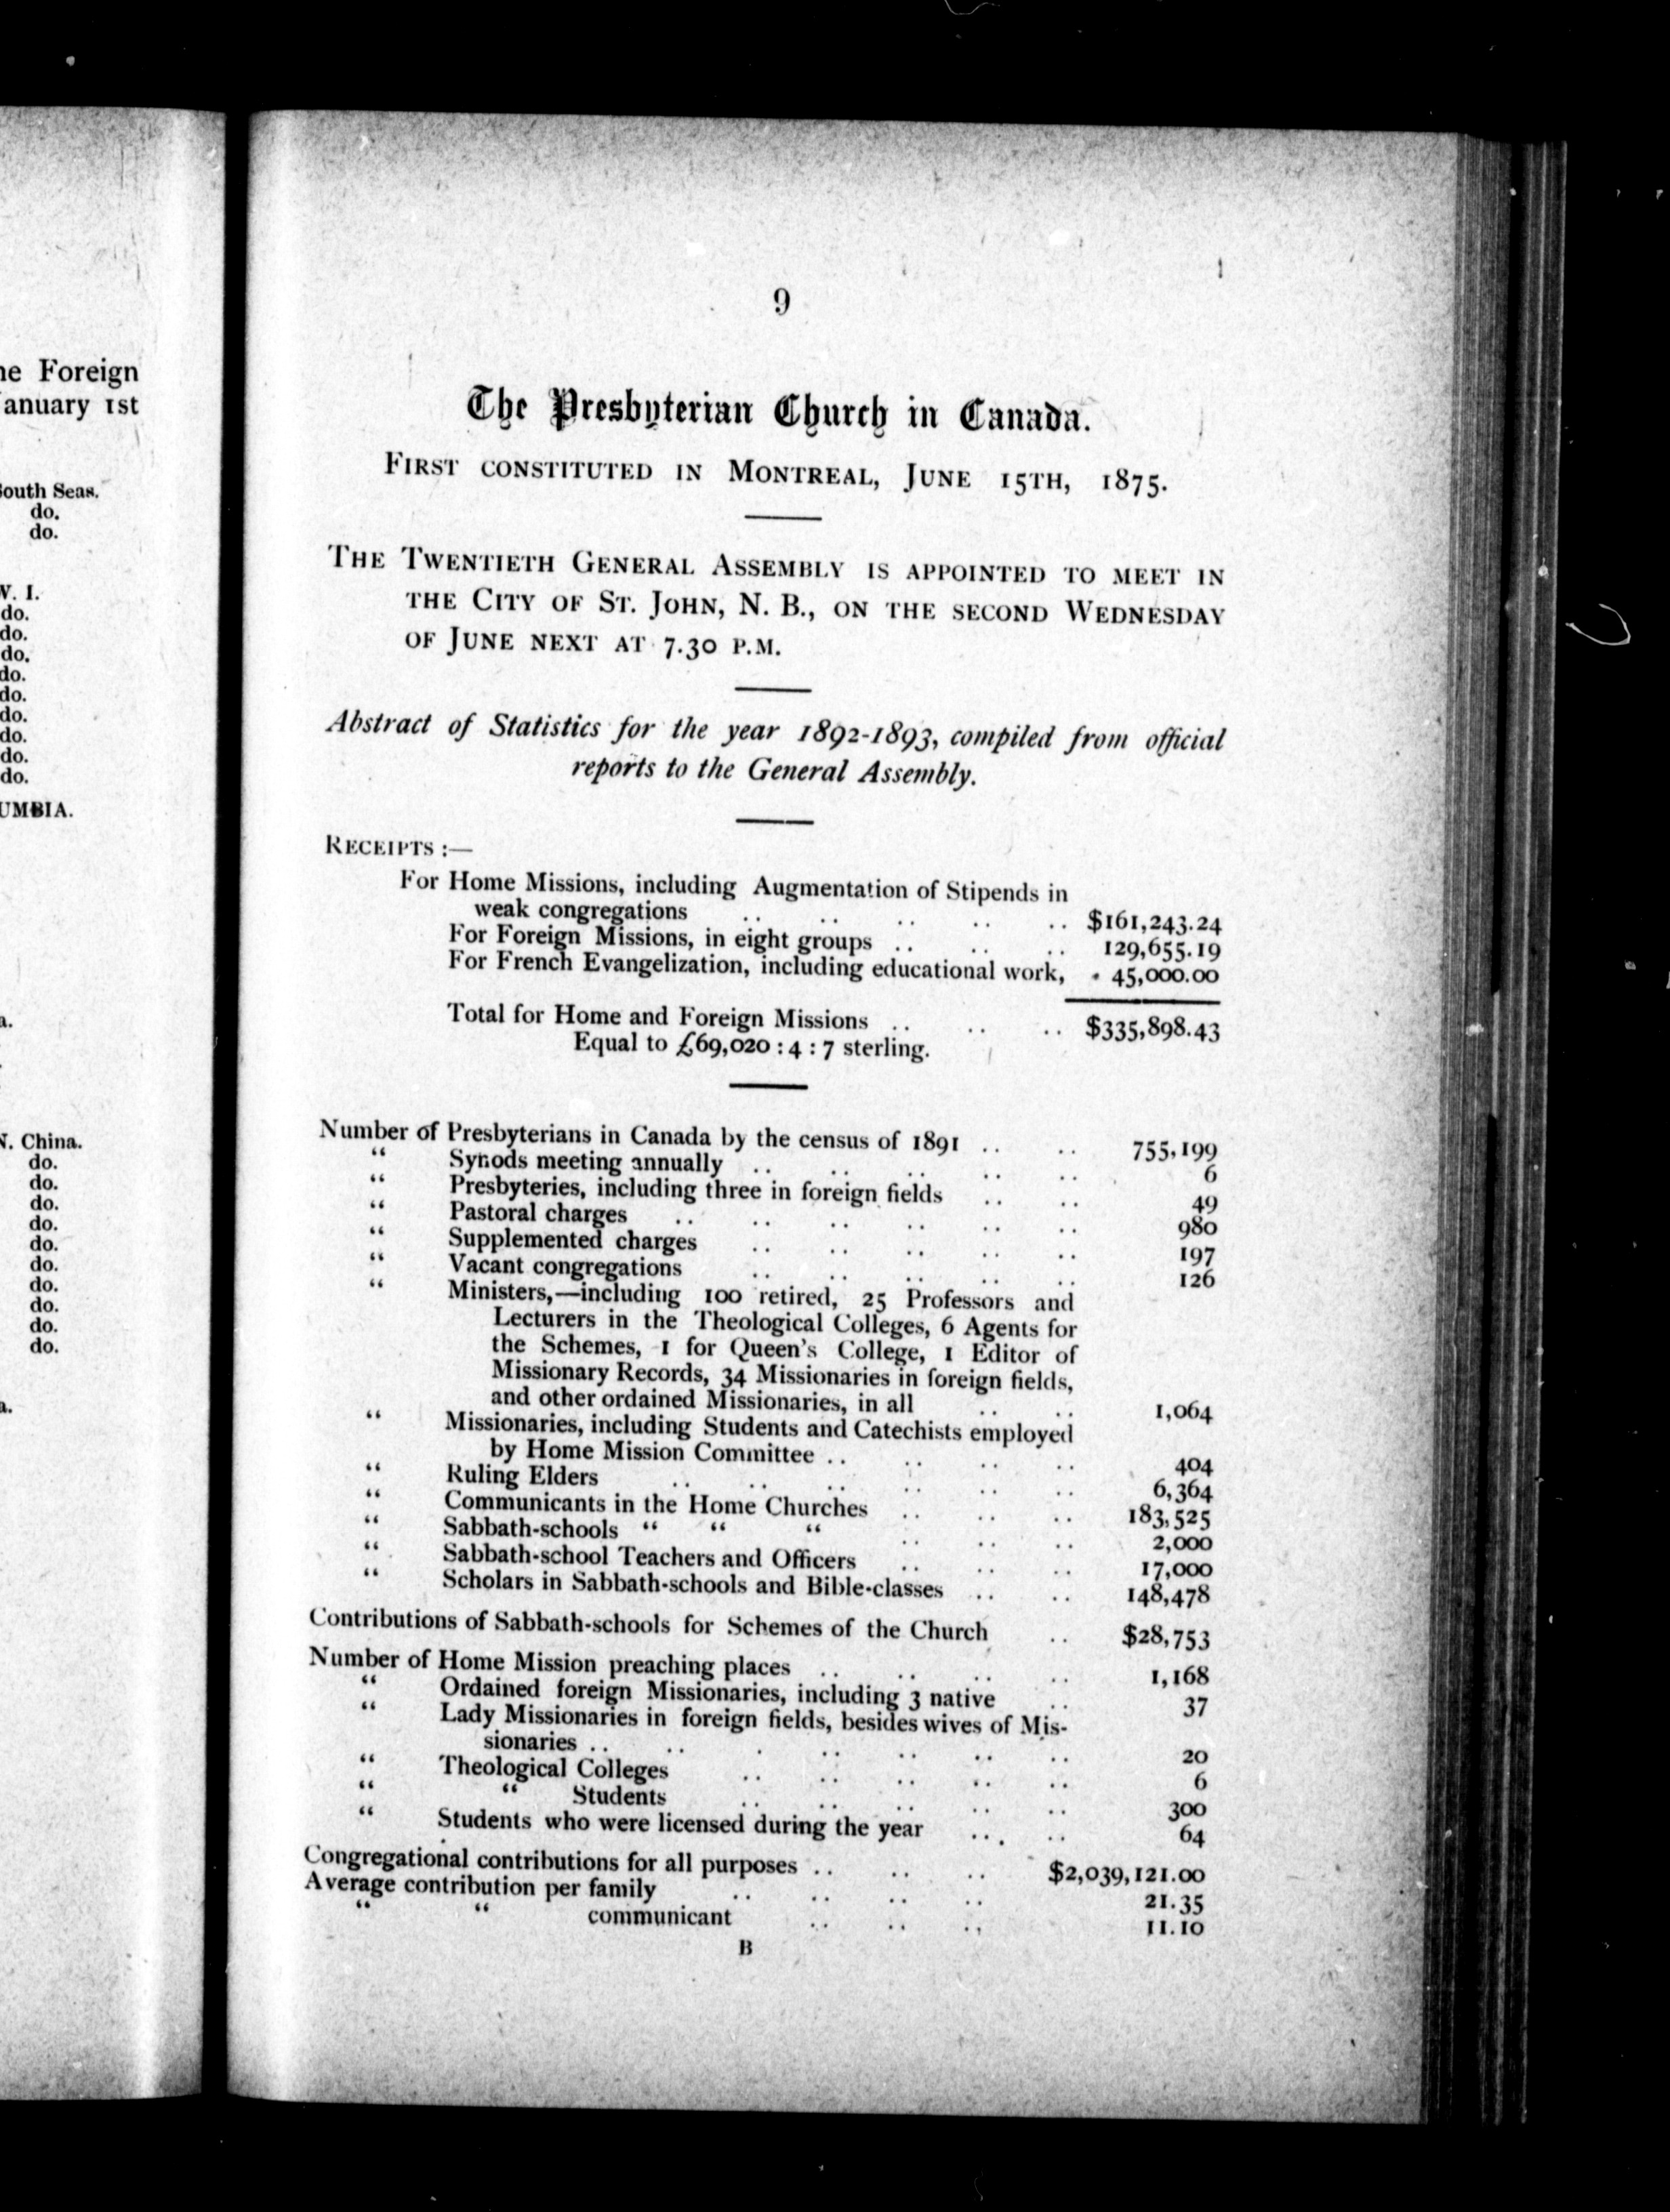 ne Foreign
anuary 1st
South Seas.
do.
do.
V. I.
do.
do.
do.
do.
do.
do.
do.
do.
do.
UMBIA.
a.
N. China.
do.
do.
do.
do.
do.
do.
do.
do.
do.
do.
a.
9
The Presbyterian Church in Canada.
FIRST CONSTITUTED IN MONTREAL, JUNE 15TH, 1875.
THE TWENTIETH GENERAL ASSEMBLY IS APPOINTED TO MEET IN
THE CITY OF ST. JOHN, N. B., ON THE SECOND WEDNESDAY
OF JUNE NEXT AT 7.30 P.M.
Abstract of Statistics for the year 1892-1893, compiled from official
reports to the General Assembly.
RECEIPTS :—
For Home Missions, including Augmentation of Stipends in
weak congregations .. .. .. .. .. $161,243.24
For Foreign Missions, in eight groups .. .. .. 129,655.19
For French Evangelization, including educational work, 45,000.00
Total for Home and Foreign Missions .. .. .. $335,898.43
Equal to £69,020 : 4 : 7 sterling.
Number of Presbyterians in Canada by the census of 1891 .. .. 755,199
“ Synods meeting annually .. .. .. .. .. 6
“ Presbyteries, including three in foreign fields .. .. 49
“ Pastoral charges .. .. .. .. .. .. 980
“ Supplemented charges .. .. .. .. .. 197
“ Vacant congregations .. .. .. .. .. 126
“ Ministers,—including 100 retired, 25 Professors and
Lecturers in the Theological Colleges, 6 Agents for
the Schemes, 1 for Queen's College, 1 Editor of
Missionary Records, 34 Missionaries in foreign fields,
and other ordained Missionaries, in all .. .. 1,064
“ Missionaries, including Students and Catechists employed
by Home Mission Committee .. .. .. .. 404
“ Ruling Elders .. .. .. .. .. .. 6,364
“ Communicants in the Home Churches .. .. .. 183,525
“ Sabbath-schools “ “ “ .. .. .. 2,000
“ Sabbath-school Teachers and Officers .. .. .. 17,000
“ Scholars in Sabbath-schools and Bible-classes .. .. 148,478
Contributions of Sabbath-schools for Schemes of the Church .. $28,753
Number of Home Mission preaching places .. .. .. .. 1,168
“ Ordained foreign Missionaries, including 3 native .. 37
“ Lady Missionaries in foreign fields, besides wives of Mis-
sionaries .. .. . .. .. .. .. 20
“ Theological Colleges .. .. .. .. .. 6
“ “ Students .. .. .. .. .. 300
“ Students who were licensed during the year ... .. 64
Congregational contributions for all purposes .. .. .. $2,039,121.00
Average contribution per family .. .. .. .. 21.35
“ “ communicant .. .. .. 11.10
B